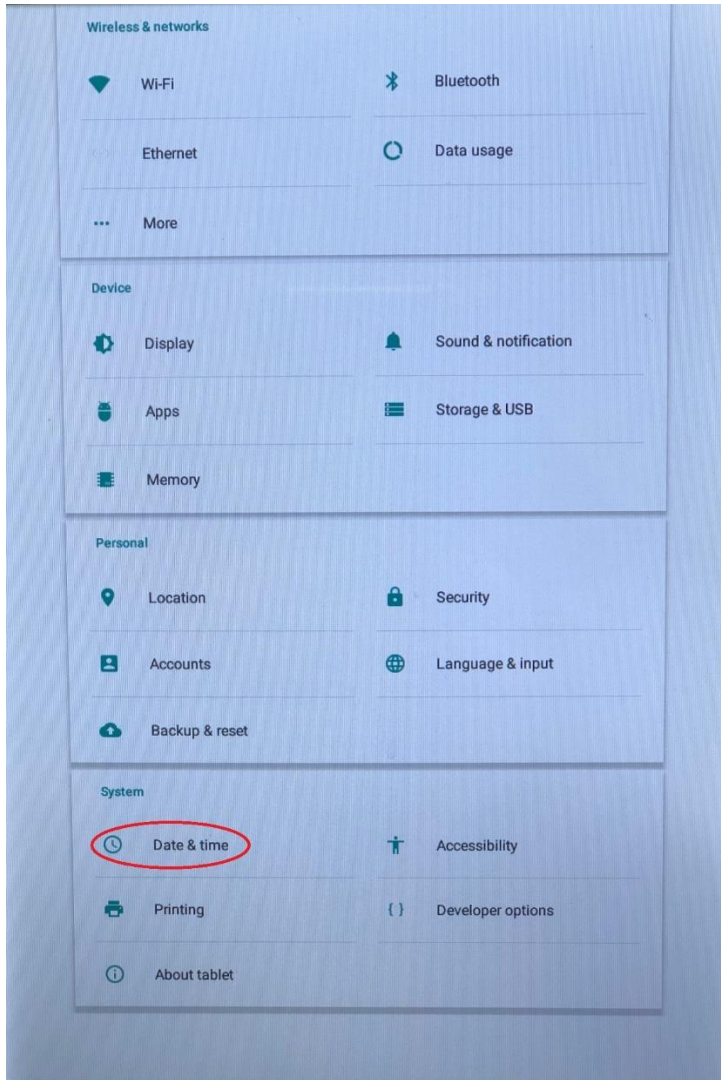 Wireless & networks
Wi-Fi
Bluetooth
Ethernet
Data usage
More
Device
Display
Sound & notification
Apps
Storage & USB
Memory
Personal
Location
Security
Accounts
Language & input
Backup & reset
System
Date & time
Accessibility
Printing
{ } Developer options
About tablet